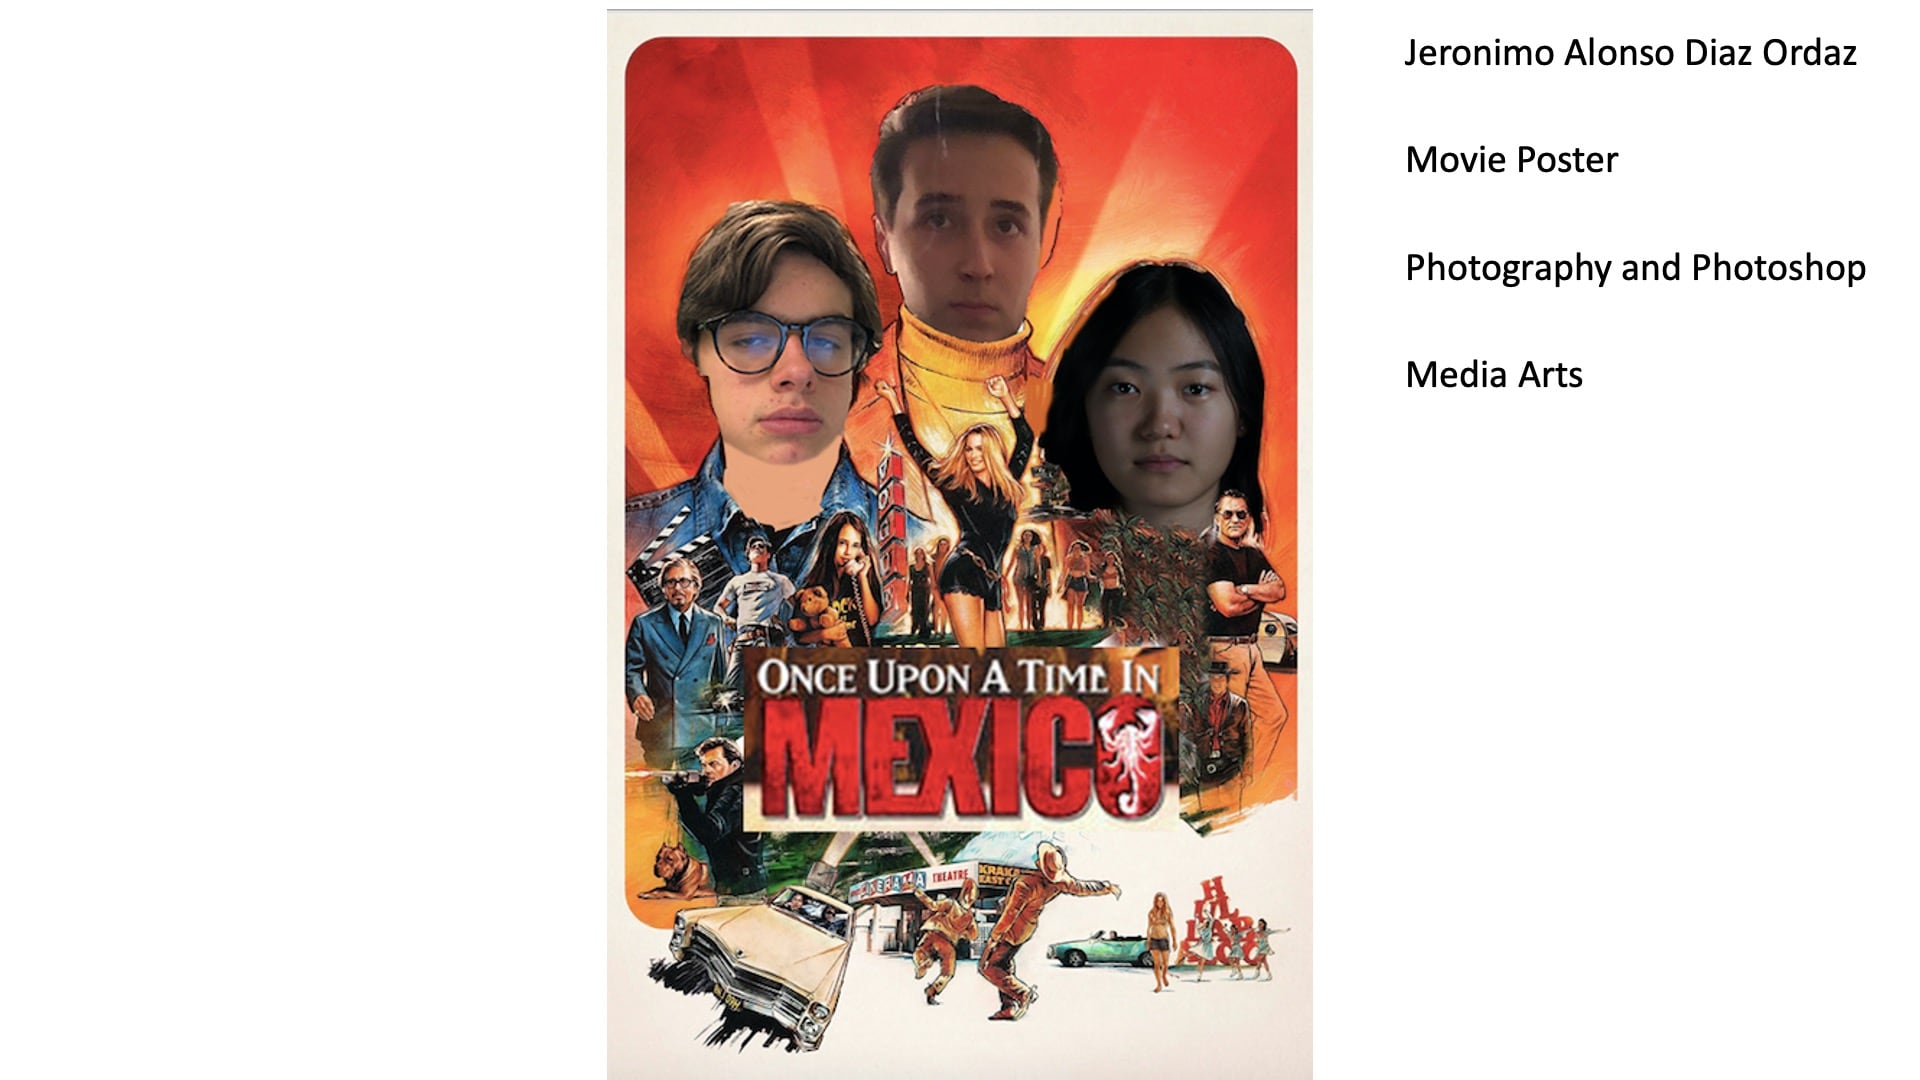 Jeronimo Alonso Diaz Ordaz
Movie Poster
Photography and Photoshop
Media Arts
ONCE UPON A TIME IN
MEXICO
THEATRE